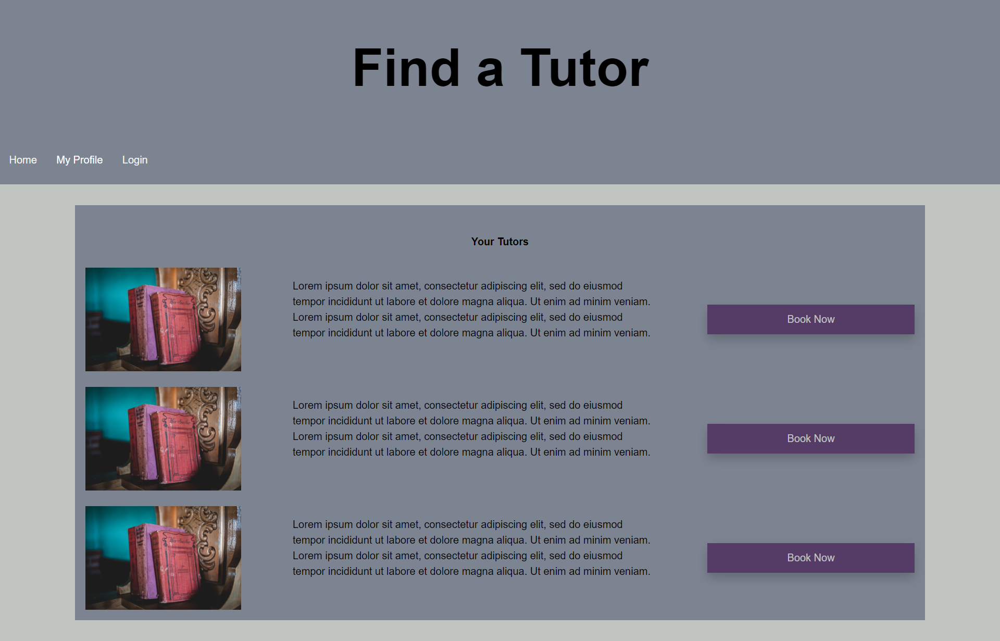 Find a Tutor
Home
My Profile
Login
Your Tutors
Lorem ipsum dolor sit amet, consectetur adipiscing elit, sed do eiusmod
tempor incididunt ut labore et dolore magna aliqua. Ut enim ad minim veniam.
Lorem ipsum dolor sit amet, consectetur adipiscing elit, sed do eiusmod
tempor incididunt ut labore et dolore magna aliqua. Ut enim ad minim veniam.
Book Now
Lorem ipsum dolor sit amet, consectetur adipiscing elit, sed do eiusmod
tempor incididunt ut labore et dolore magna aliqua. Ut enim ad minim veniam.
Lorem ipsum dolor sit amet, consectetur adipiscing elit, sed do eiusmod
tempor incididunt ut labore et dolore magna aliqua. Ut enim ad minim veniam.
Book Now
Lorem ipsum dolor sit amet, consectetur adipiscing elit, sed do eiusmod
tempor incididunt ut labore et dolore magna aliqua. Ut enim ad minim veniam.
Lorem ipsum dolor sit amet, consectetur adipiscing elit, sed do eiusmod
tempor incididunt ut labore et dolore magna aliqua. Ut enim ad minim veniam.
Book Now